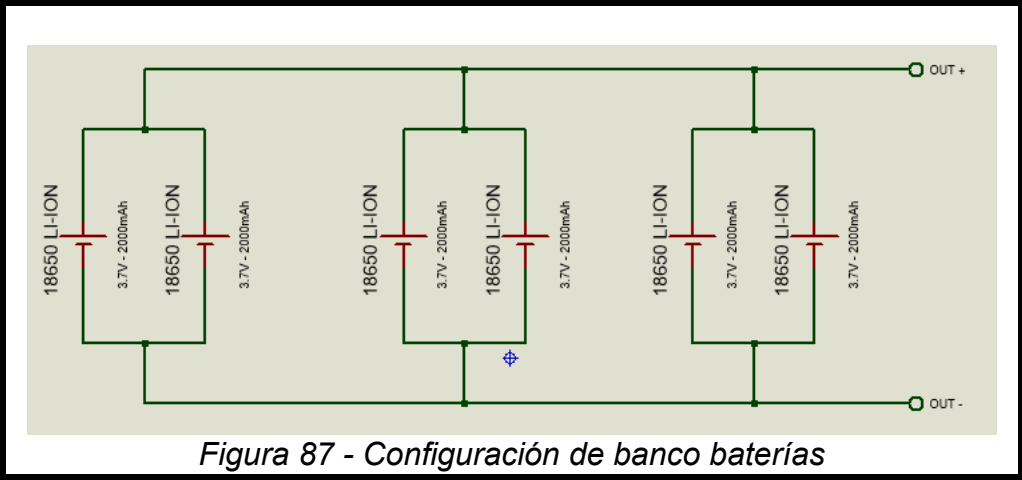 OUT +
18650 LI-ION
3.7V - 2000mAh
18650 LI-ION
3.7V - 2000mAh
18650 LI-ION
3.7V - 2000mAh
18650 LI-ION
3.7V - 2000mAh
18650 LI-ION
3.7V - 2000mAh
18650 LI-ION
3.7V - 2000mAh
OUT -
Figura 87 - Configuración de banco baterías